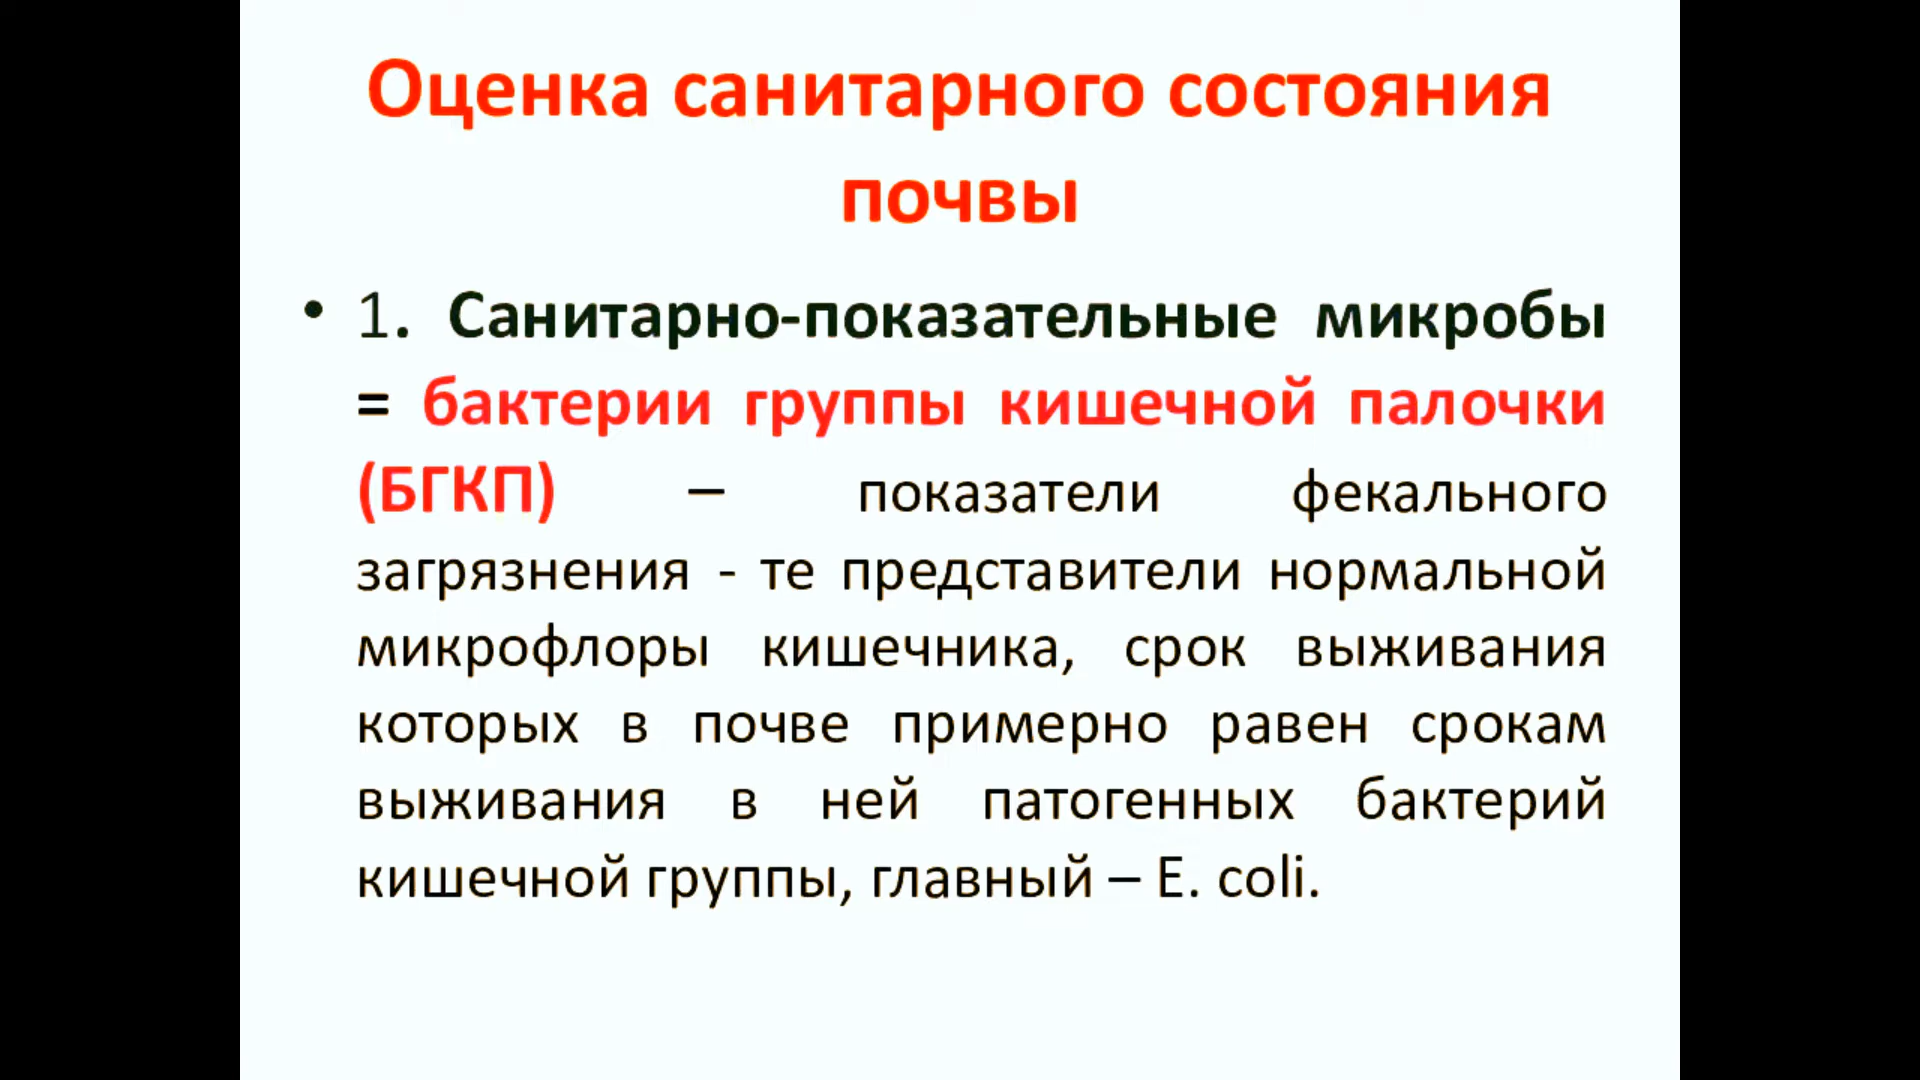 Оценка санитарного состояния
почвы
• 1. Санитарно-показательные микробы
= бактерии группы кишечной палочки
(БГКП) – показатели фекального
загрязнения - те представители нормальной
микрофлоры кишечника, срок выживания
которых в почве примерно равен срокам
выживания в ней патогенных бактерий
кишечной группы, главный – E. coli.